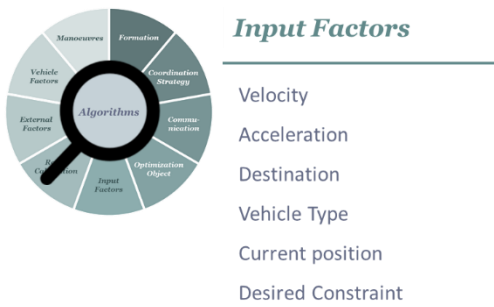 Manoeuvres
Formation
Vehicle
Factors
Coordination
Strategy
Algorithms
External
Factors
Commu-
nication
Optimization
Object
Input
Factors
Input Factors
Velocity
Acceleration
Destination
Vehicle Type
Current position
Desired Constraint